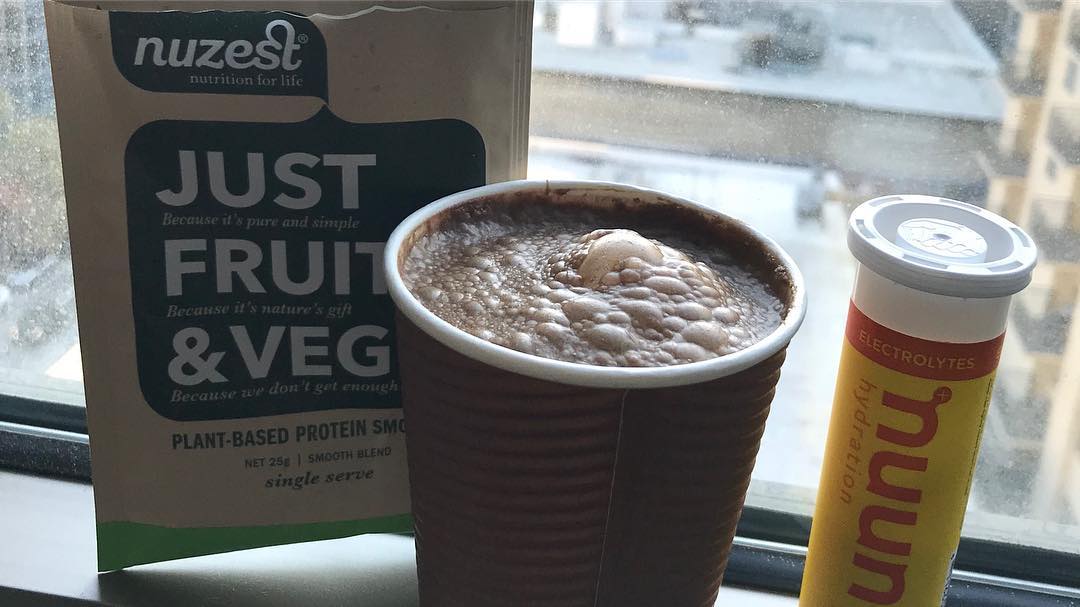 nuzest®
nutrition for life
JUST
Because it's pure and simple
FRUIT
Because it's nature's gift
&VEG
Because we don't get enough
PLANT-BASED PROTEIN SMO
NET 25g | SMOOTH BLEND
single serve
ELECTROLYTES
nuun
hydration